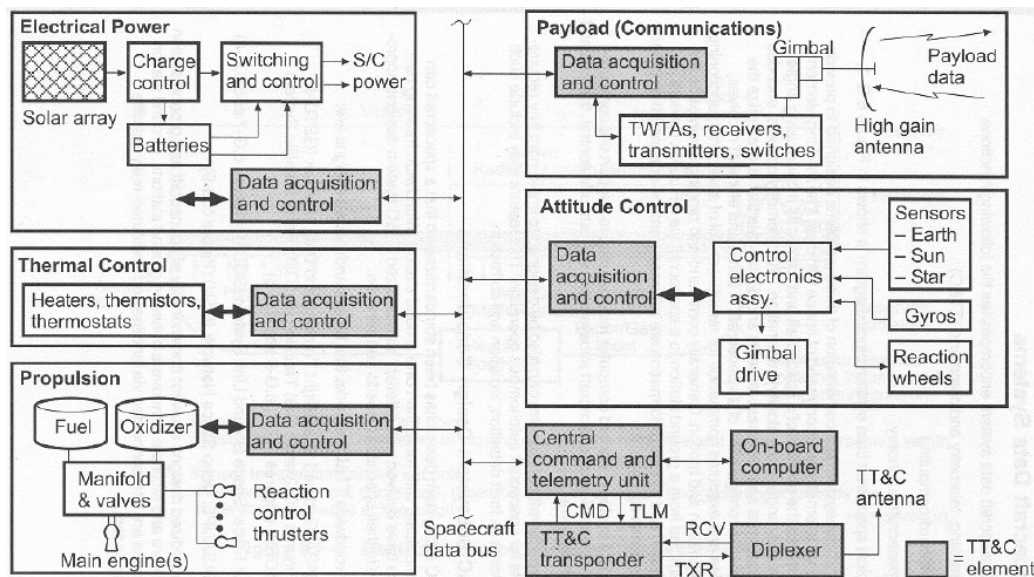 Electrical Power
Solar array
Charge
control
Switching
and control
S/C
power
Batteries
Data acquisition
and control
Thermal Control
Heaters, thermistors,
thermostats
Data acquisition
and control
Propulsion
Fuel
Oxidizer
Data acquisition
and control
Manifold
& valves
Reaction
control
thrusters
Main engine(s)
Spacecraft
data bus
Payload (Communications)
Data acquisition
and control
Gimbal
Payload
data
TWTAs, receivers,
transmitters, switches
High gain
antenna
Attitude Control
Data
acquisition
and control
Control
electronics
assy.
Sensors
– Earth
– Sun
– Star
Gyros
Gimbal
drive
Reaction
wheels
Central
command and
telemetry unit
On-board
computer
CMD
TLM
TT&C
transponder
RCV
TXR
Diplexer
TT&C
antenna
= TT&C
element